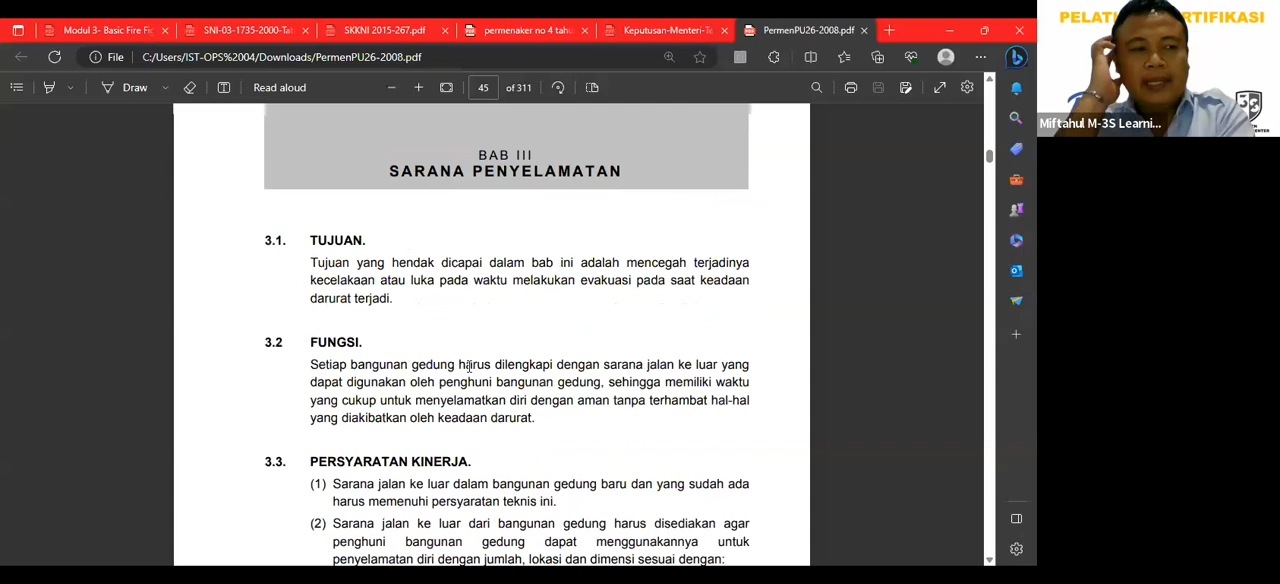 Modul 3- Basic Fire Fig
SNI-03-1735-2000-Tat
SKKNI 2015-267.pdf
permenaker no 4 tahu
Keputusan-Menteri-Te
PermenPU26-2008.pdf
File
C:/Users/IST-OPS%2004/Downloads/PermenPU26-2008.pdf
Draw
Read aloud
45
of 311
BAB III
SARANA PENYELAMATAN
3.1. TUJUAN.
Tujuan yang hendak dicapai dalam bab ini adalah mencegah terjadinya
kecelakaan atau luka pada waktu melakukan evakuasi pada saat keadaan
darurat terjadi.
3.2 FUNGSI.
Setiap bangunan gedung harus dilengkapi dengan sarana jalan ke luar yang
dapat digunakan oleh penghuni bangunan gedung, sehingga memiliki waktu
yang cukup untuk menyelamatkan diri dengan aman tanpa terhambat hal-hal
yang diakibatkan oleh keadaan darurat.
3.3. PERSYARATAN KINERJA.
(1) Sarana jalan ke luar dalam bangunan gedung baru dan yang sudah ada
harus memenuhi persyaratan teknis ini.
(2) Sarana jalan ke luar dari bangunan gedung harus disediakan agar
penghuni bangunan gedung dapat menggunakannya untuk
penyelamatan diri dengan jumlah, lokasi dan dimensi sesuai dengan:
Miftahul M-3S Learni...